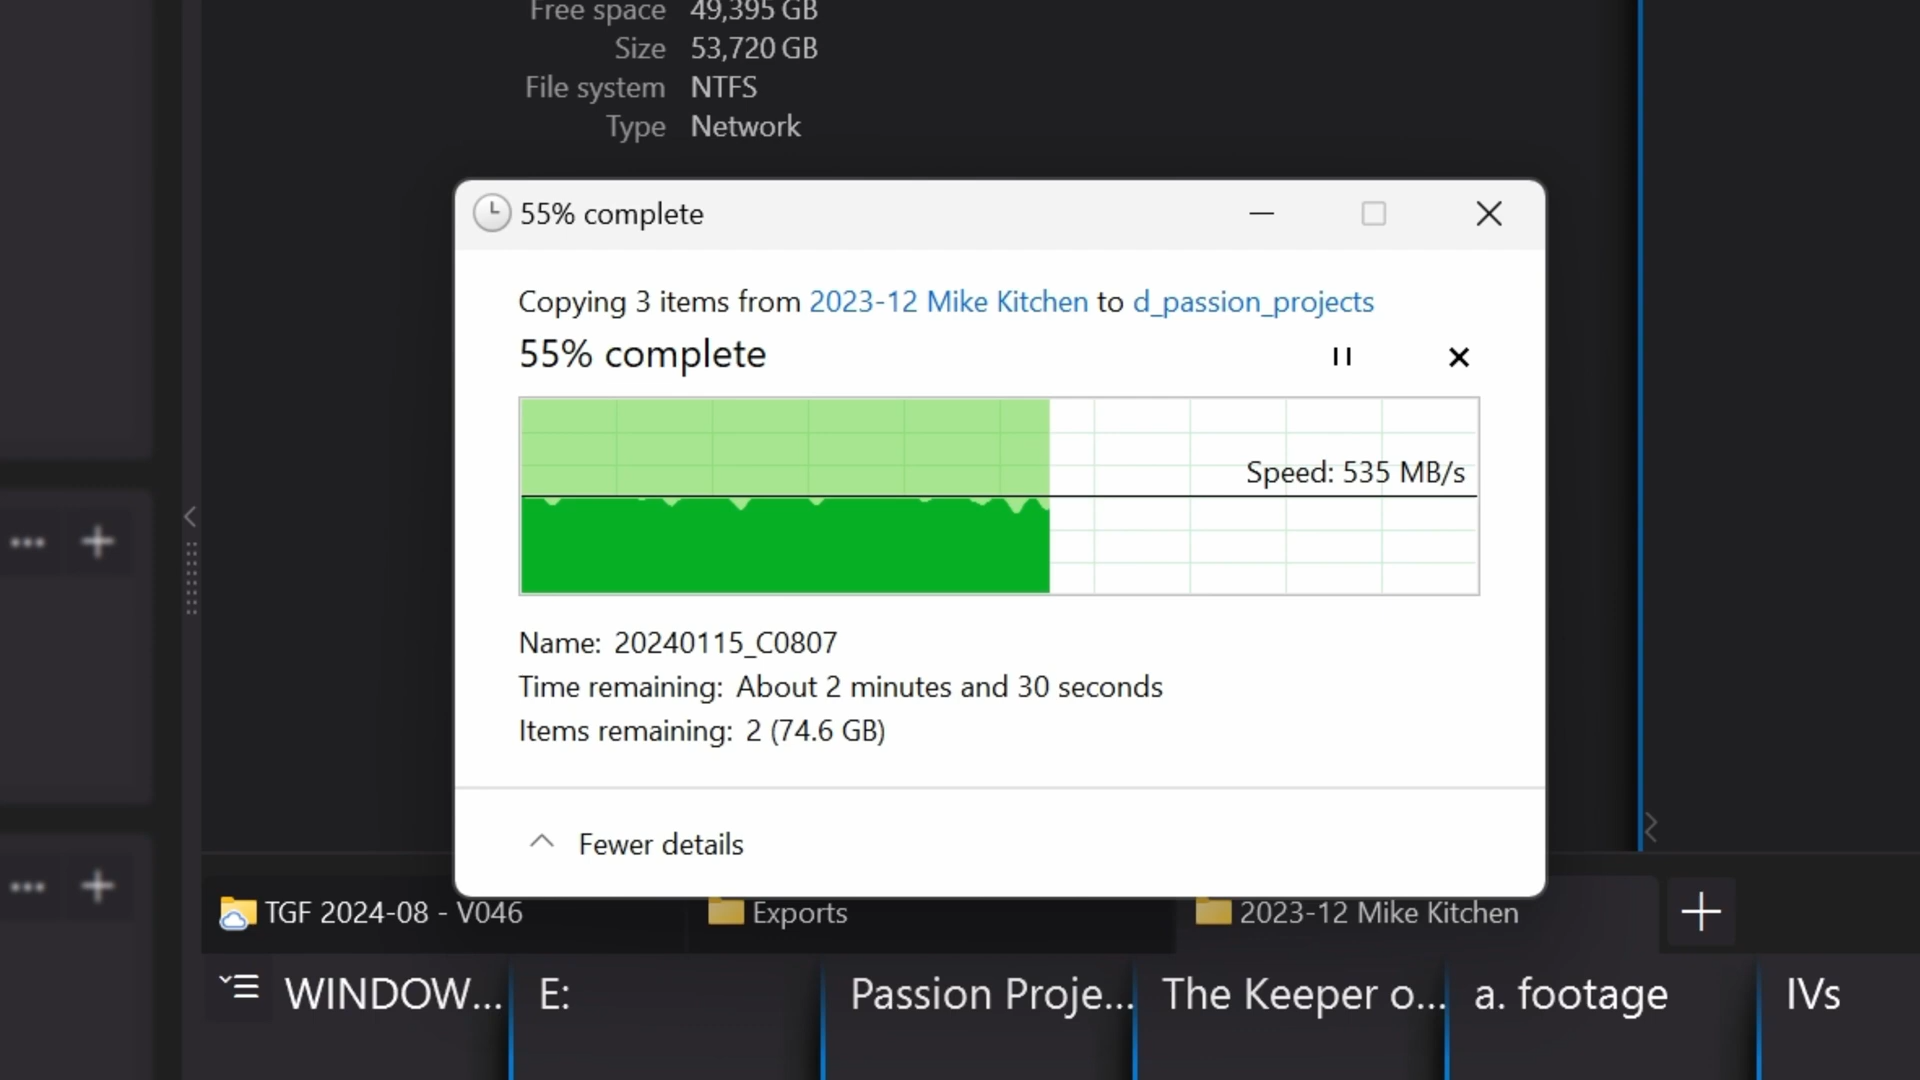 Free space 49,395 GB
Size 53,720 GB
File system NTFS
Type Network
55% complete
Copying 3 items from 2023-12 Mike Kitchen to d_passion_projects
55% complete
Speed: 535 MB/s
Name: 20240115_C0807
Time remaining: About 2 minutes and 30 seconds
Items remaining: 2 (74.6 GB)
Fewer details
TGF 2024-08 - V046
Exports
2023-12 Mike Kitchen
WINDOW...
E:
Passion Proje...
The Keeper o...
a. footage
IVs